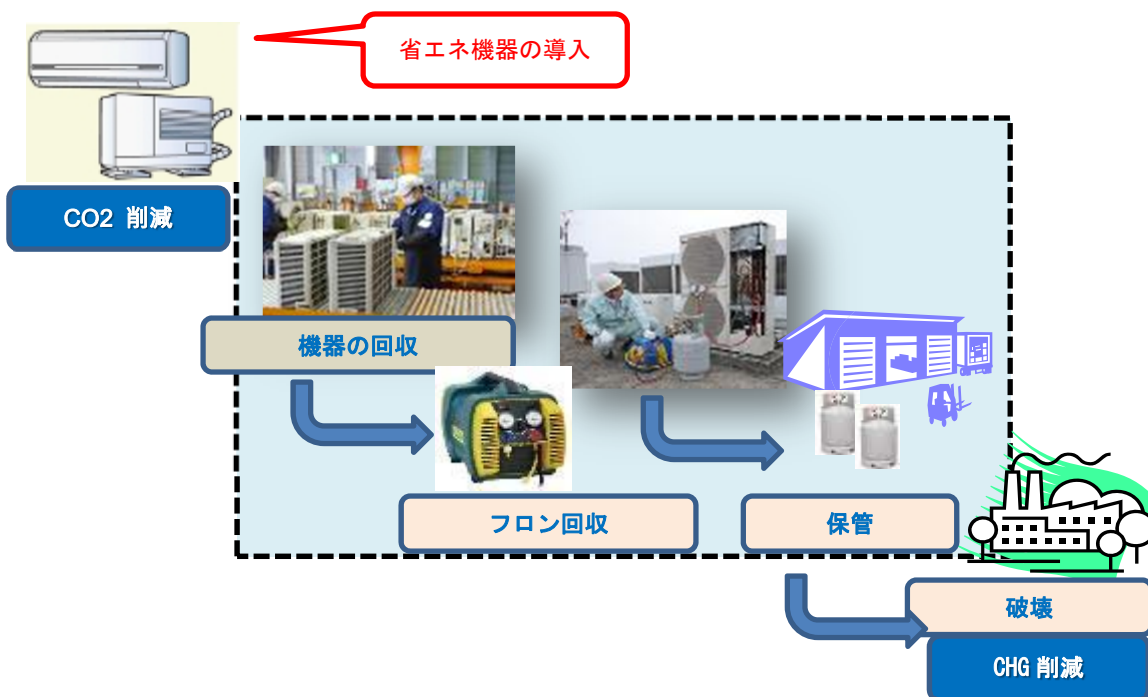 省エネ機器の導入
CO2 削減
機器の回収
フロン回収
保管
破壊
CHG 削減